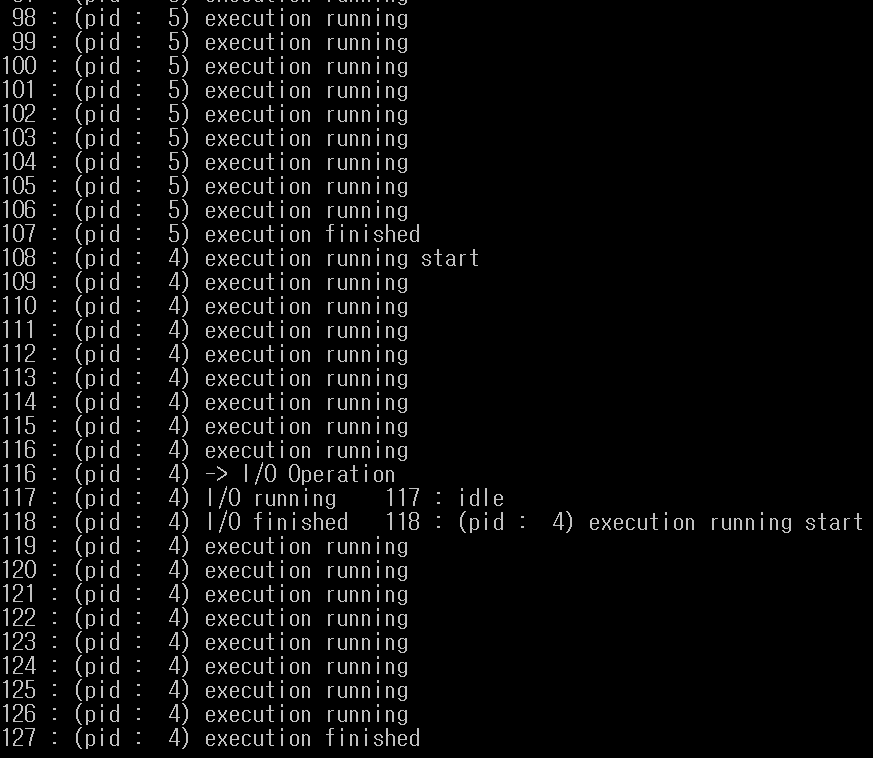 98 : (pid :  5) execution running
 99 : (pid :  5) execution running
100 : (pid :  5) execution running
101 : (pid :  5) execution running
102 : (pid :  5) execution running
103 : (pid :  5) execution running
104 : (pid :  5) execution running
105 : (pid :  5) execution running
106 : (pid :  5) execution running
107 : (pid :  5) execution finished
108 : (pid :  4) execution running start
109 : (pid :  4) execution running
110 : (pid :  4) execution running
111 : (pid :  4) execution running
112 : (pid :  4) execution running
113 : (pid :  4) execution running
114 : (pid :  4) execution running
115 : (pid :  4) execution running
116 : (pid :  4) execution running
116 : (pid :  4) -> I/O Operation
117 : (pid :  4) I/O running    117 : idle
118 : (pid :  4) I/O finished   118 : (pid :  4) execution running start
119 : (pid :  4) execution running
120 : (pid :  4) execution running
121 : (pid :  4) execution running
122 : (pid :  4) execution running
123 : (pid :  4) execution running
124 : (pid :  4) execution running
125 : (pid :  4) execution running
126 : (pid :  4) execution running
127 : (pid :  4) execution finished